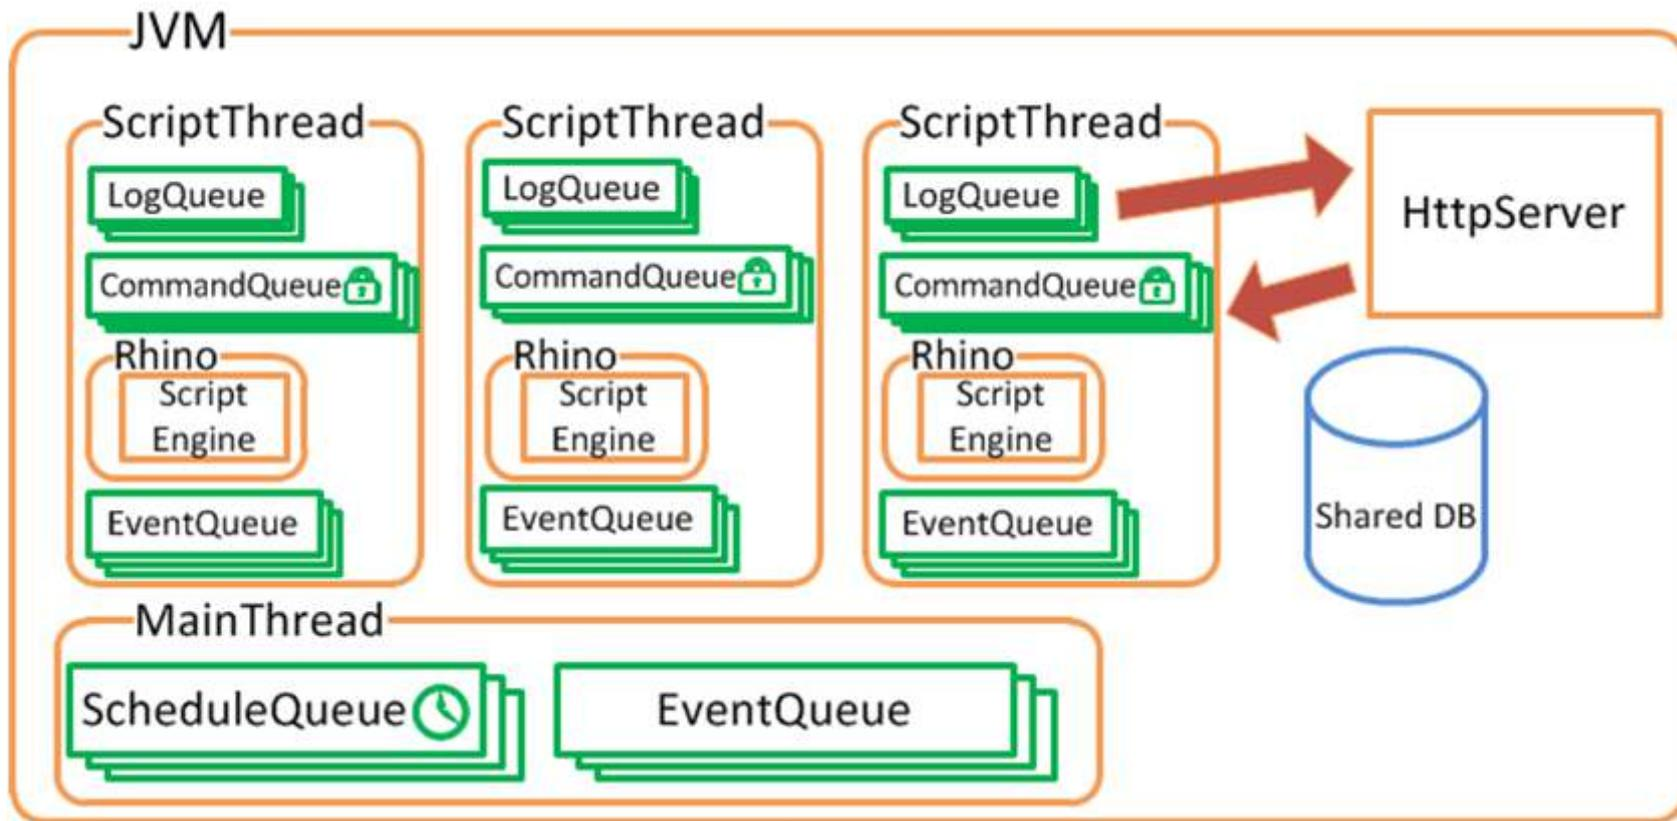 JVM
ScriptThread
LogQueue
CommandQueue
Rhino
Script
Engine
EventQueue
ScriptThread
LogQueue
CommandQueue
Rhino
Script
Engine
EventQueue
ScriptThread
LogQueue
CommandQueue
Rhino
Script
Engine
EventQueue
HttpServer
Shared DB
MainThread
ScheduleQueue
EventQueue